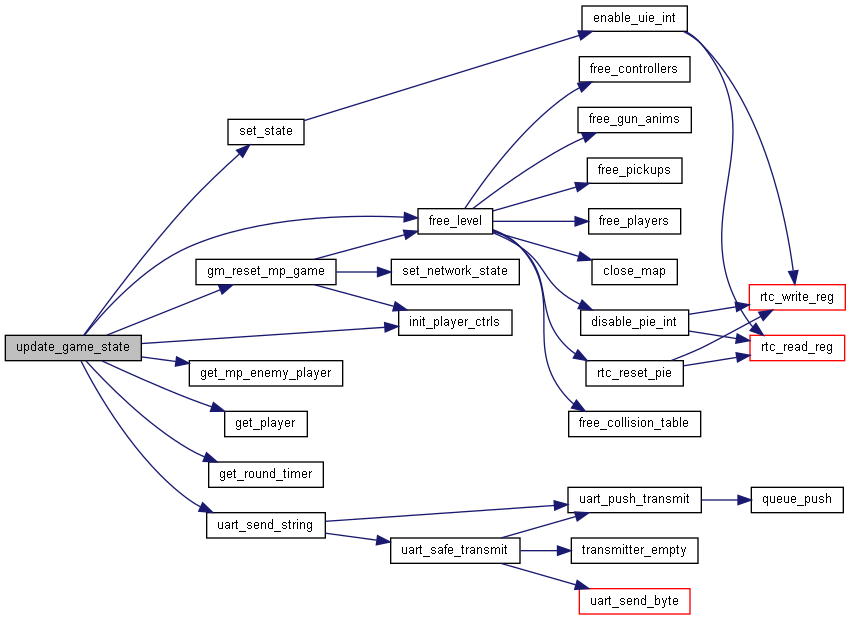 enable_uie_int
free_controllers
free_gun_anims
set_state
free_pickups
free_level
free_players
gm_reset_mp_game
set_network_state
close_map
rtc_write_reg
init_player_ctrls
disable_pie_int
update_game_state
rtc_read_reg
get_mp_enemy_player
rtc_reset_pie
get_player
free_collision_table
get_round_timer
uart_push_transmit
queue_push
uart_send_string
uart_safe_transmit
transmitter_empty
uart_send_byte